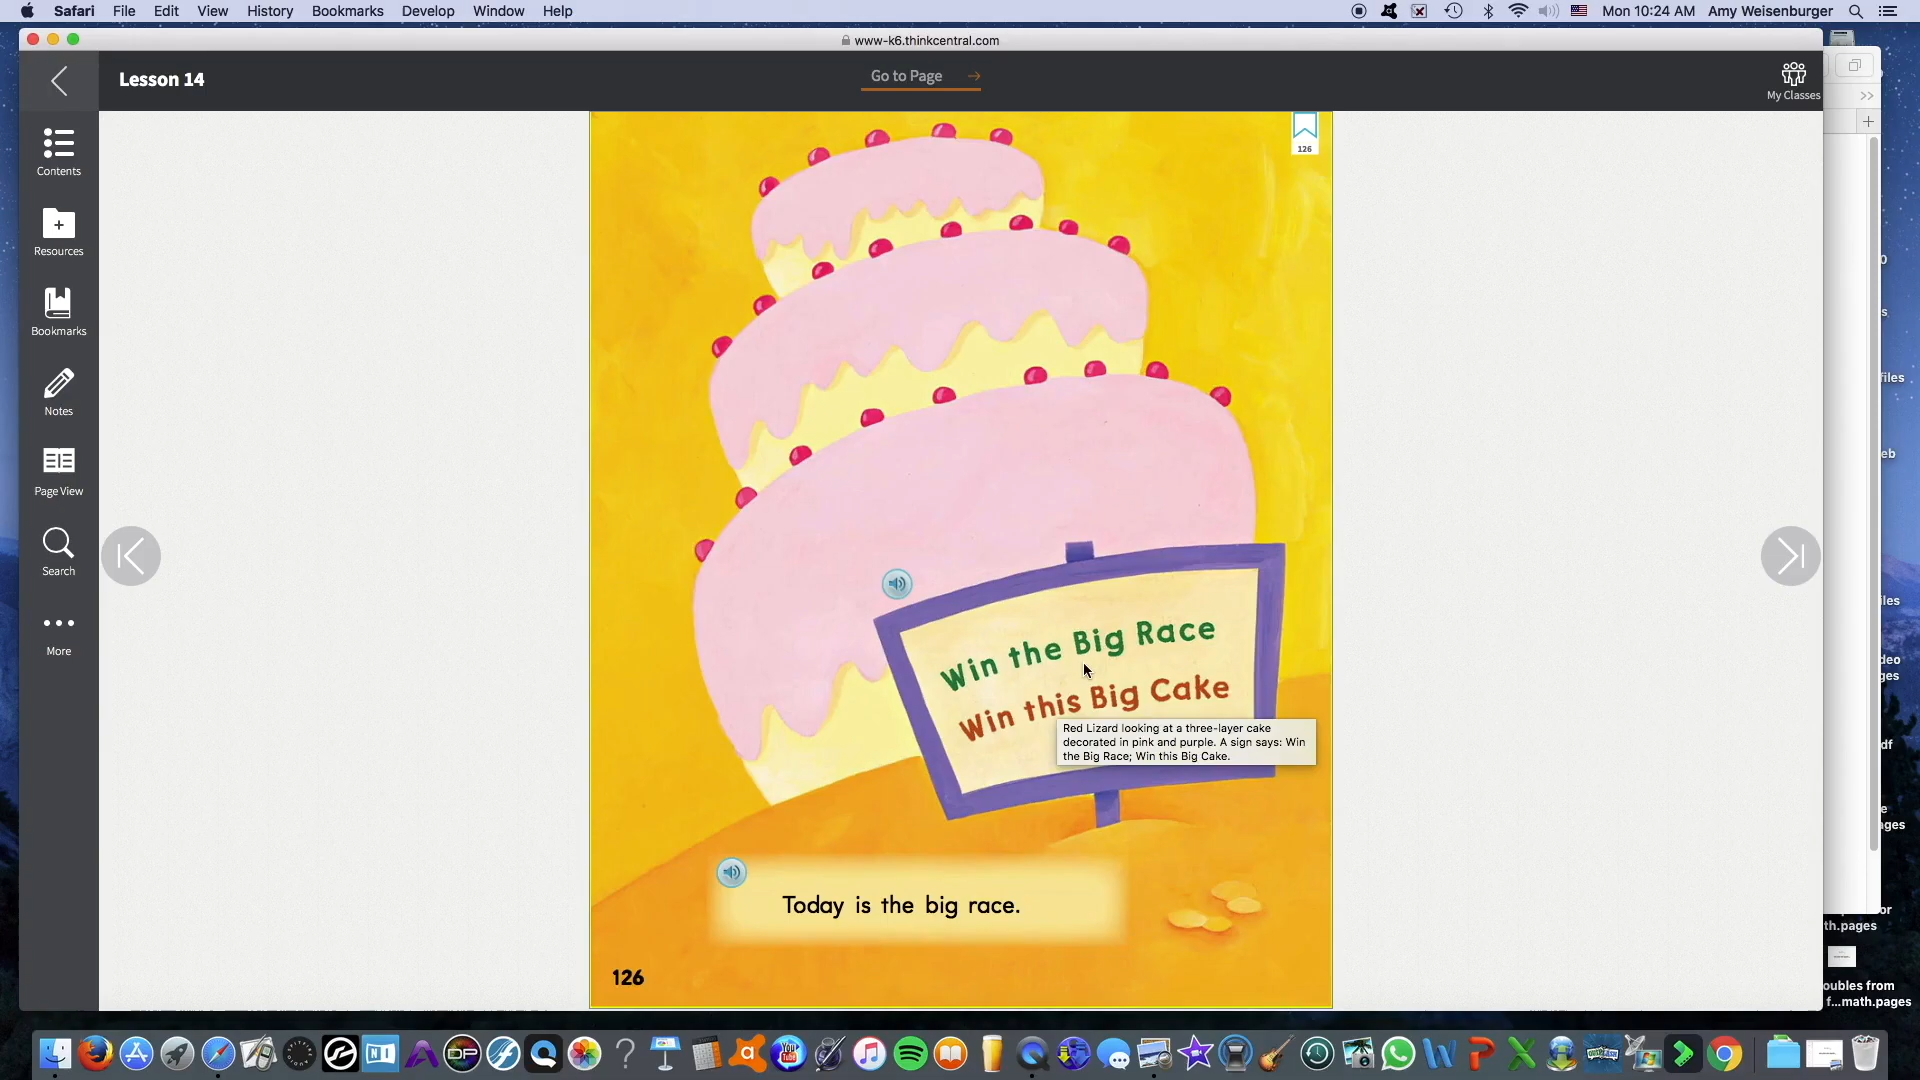 Safari File Edit View History Bookmarks Develop Window Help
Mon 10:24 AM Amy Weisenburger
www-k6.thinkcentral.com
Lesson 14
Go to Page
My Classes
Contents
Resources
Bookmarks
Notes
Page View
Search
More
126
Win the Big Race
Win this Big Cake
Red Lizard looking at a three-layer cake
decorated in pink and purple. A sign says: Win
the Big Race; Win this Big Cake.
Today is the big race.
126
th.pages
oubles from
f...math.pages